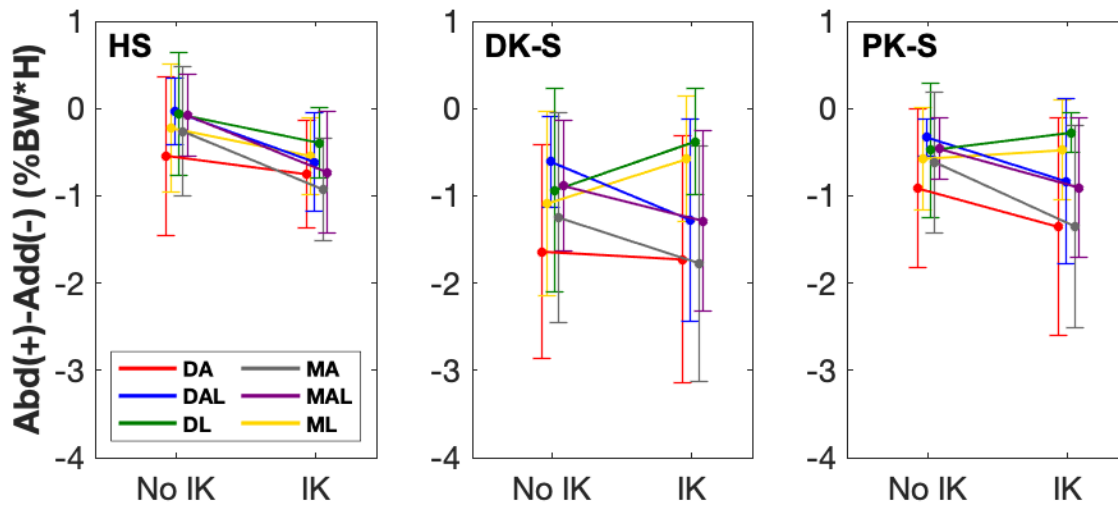 Abd(+)-Add(-) (%BW*H)
HS
DK-S
PK-S
1
0
-1
-2
-3
-4
1
0
-1
-2
-3
-4
1
0
-1
-2
-3
-4
DA
MA
DAL
MAL
DL
ML
No IK
IK
No IK
IK
No IK
IK